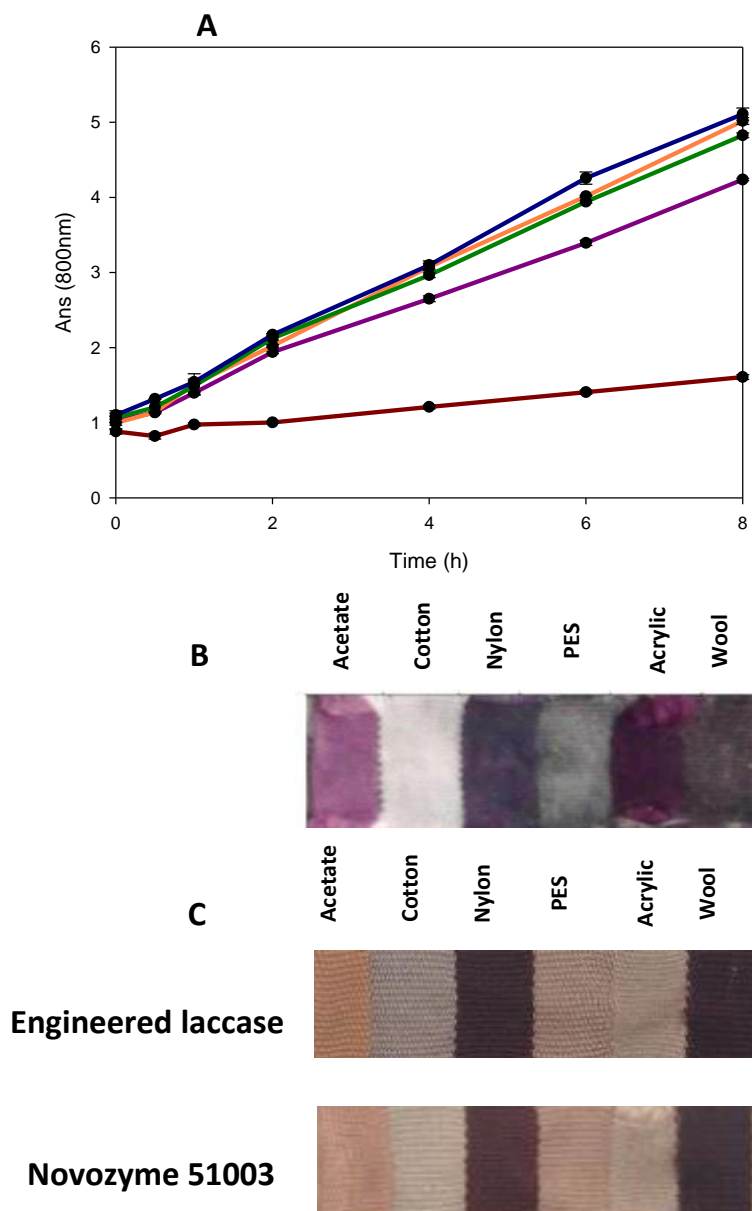 A
6
5
4
3
2
1
0
Ans (800nm)
0 2 4 6 8
Time (h)
B
Acetate Cotton Nylon PES Acrylic Wool
C
Acetate Cotton Nylon PES Acrylic Wool
Engineered laccase
Novozyme 51003